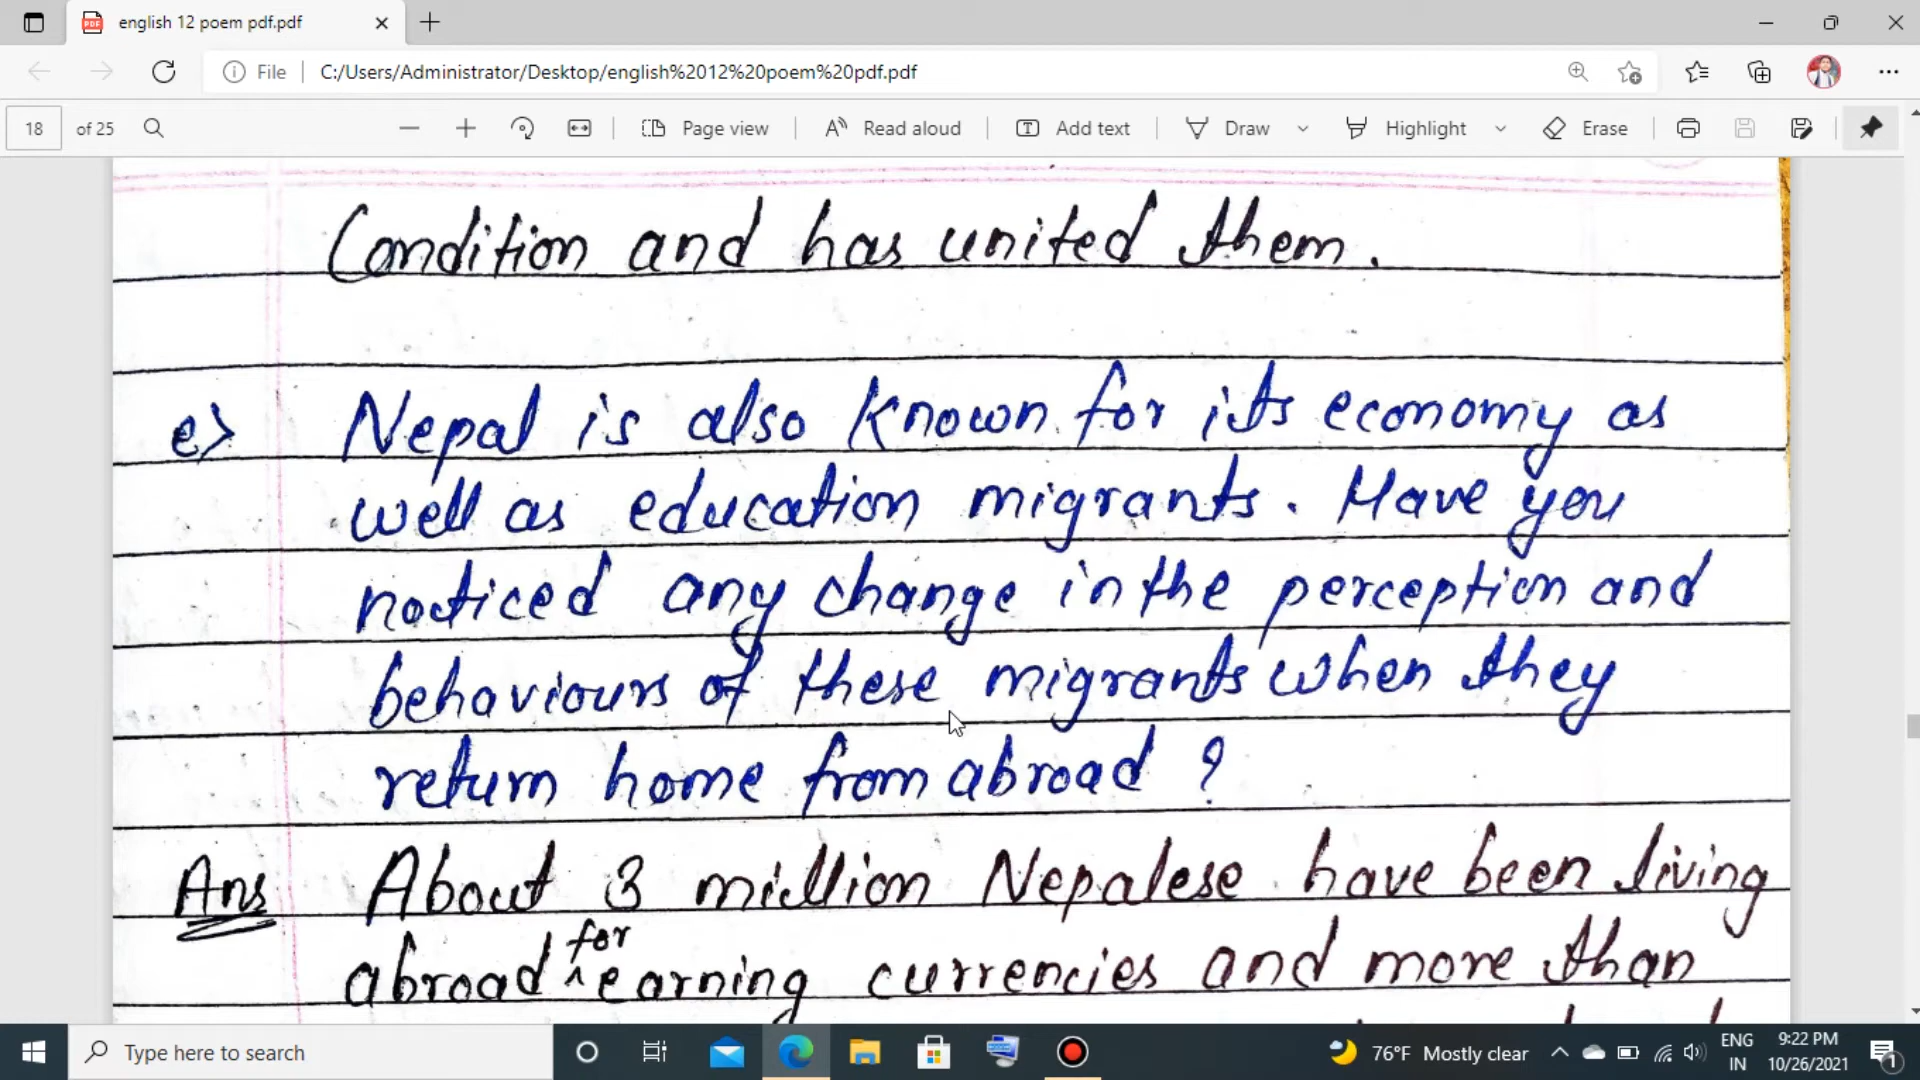 english 12 poem pdf.pdf
File C:/Users/Administrator/Desktop/english%2012%20poem%20pdf.pdf
18 of 25 Page view Read aloud Add text Draw Highlight Erase
Condition and has united them.
e> Nepal is also known for its economy as
well as education migrants. Have you
noticed any change in the perception and
behaviours of these migrants when they
return home from abroad ?
Ans About 3 million Nepalese have been living
abroad for earning currencies and more than
Type here to search 76°F Mostly clear ENG 9:22 PM
IN 10/26/2021 1